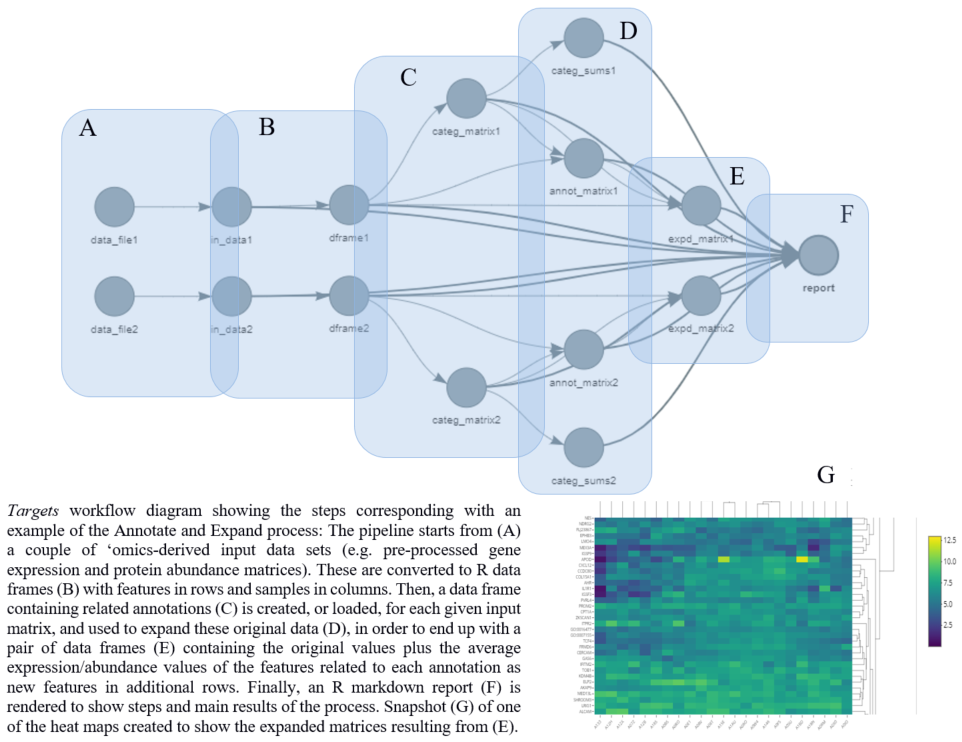 D
categ_sums1
C
categ_matrix1
A
B
annot_matrix1
E
F
data_file1
in_data1
dframe1
expd_matrix1
report
data_file2
in_data2
dframe2
expd_matrix2
annot_matrix2
categ_matrix2
categ_sums2
G
Targets workflow diagram showing the steps corresponding with an
example of the Annotate and Expand process: The pipeline starts from (A)
a couple of ‘omics-derived input data sets (e.g. pre-processed gene
expression and protein abundance matrices). These are converted to R data
frames (B) with features in rows and samples in columns. Then, a data frame
containing related annotations (C) is created, or loaded, for each given input
matrix, and used to expand these original data (D), in order to end up with a
pair of data frames (E) containing the original values plus the average
expression/abundance values of the features related to each annotation as
new features in additional rows. Finally, an R markdown report (F) is
rendered to show steps and main results of the process. Snapshot (G) of one
of the heat maps created to show the expanded matrices resulting from (E).
12.5
10.0
7.5
5.0
2.5